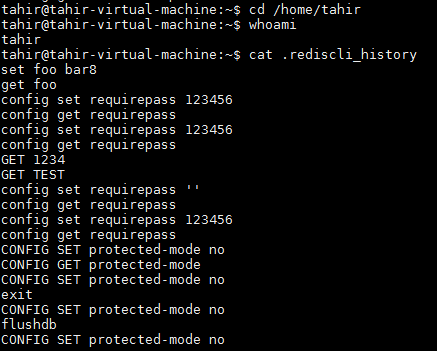 tahir@tahir-virtual-machine:~$ cd /home/tahir
tahir@tahir-virtual-machine:~$ whoami
tahir
tahir@tahir-virtual-machine:~$ cat .rediscli_history
set foo bar8
get foo
config set requirepass 123456
config get requirepass
config set requirepass 123456
config get requirepass
GET 1234
GET TEST
config set requirepass ''
config get requirepass
config set requirepass 123456
config get requirepass
CONFIG SET protected-mode no
CONFIG GET protected-mode
CONFIG SET protected-mode no
exit
CONFIG SET protected-mode no
flushdb
CONFIG SET protected-mode no